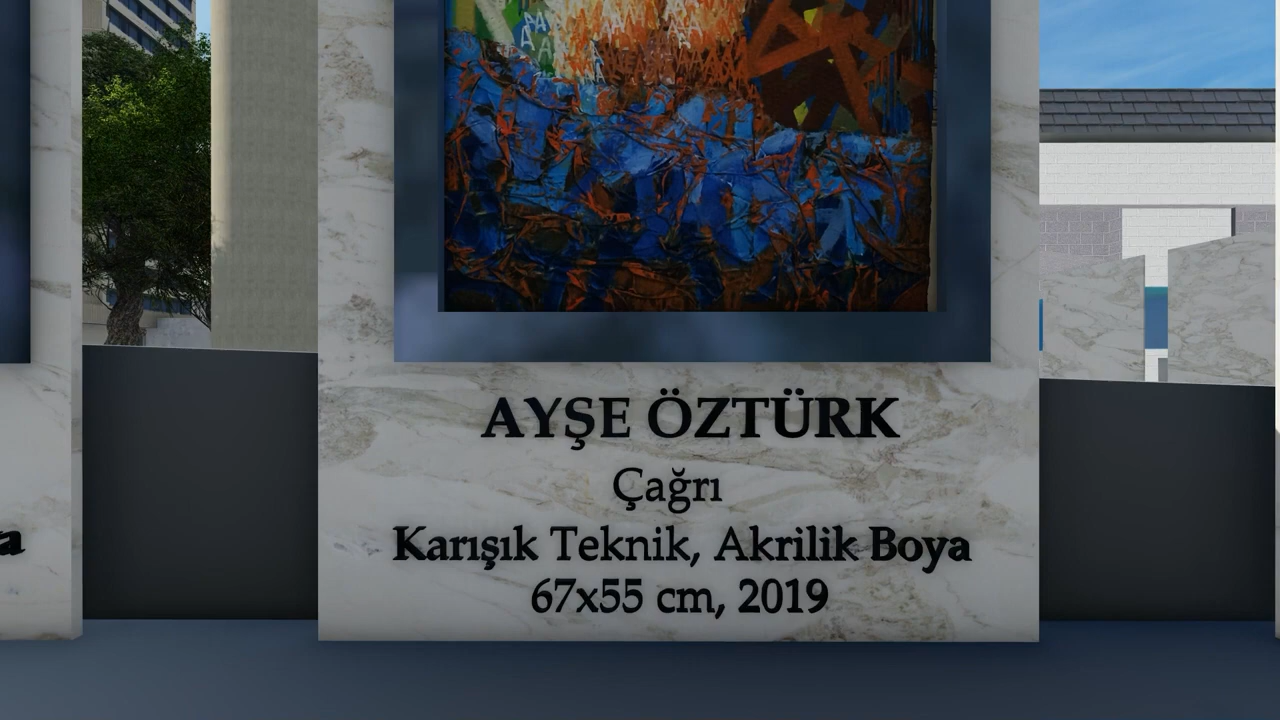 AYŞE ÖZTÜRK
Çağrı
Karışık Teknik, Akrilik Boya
67x55 cm, 2019